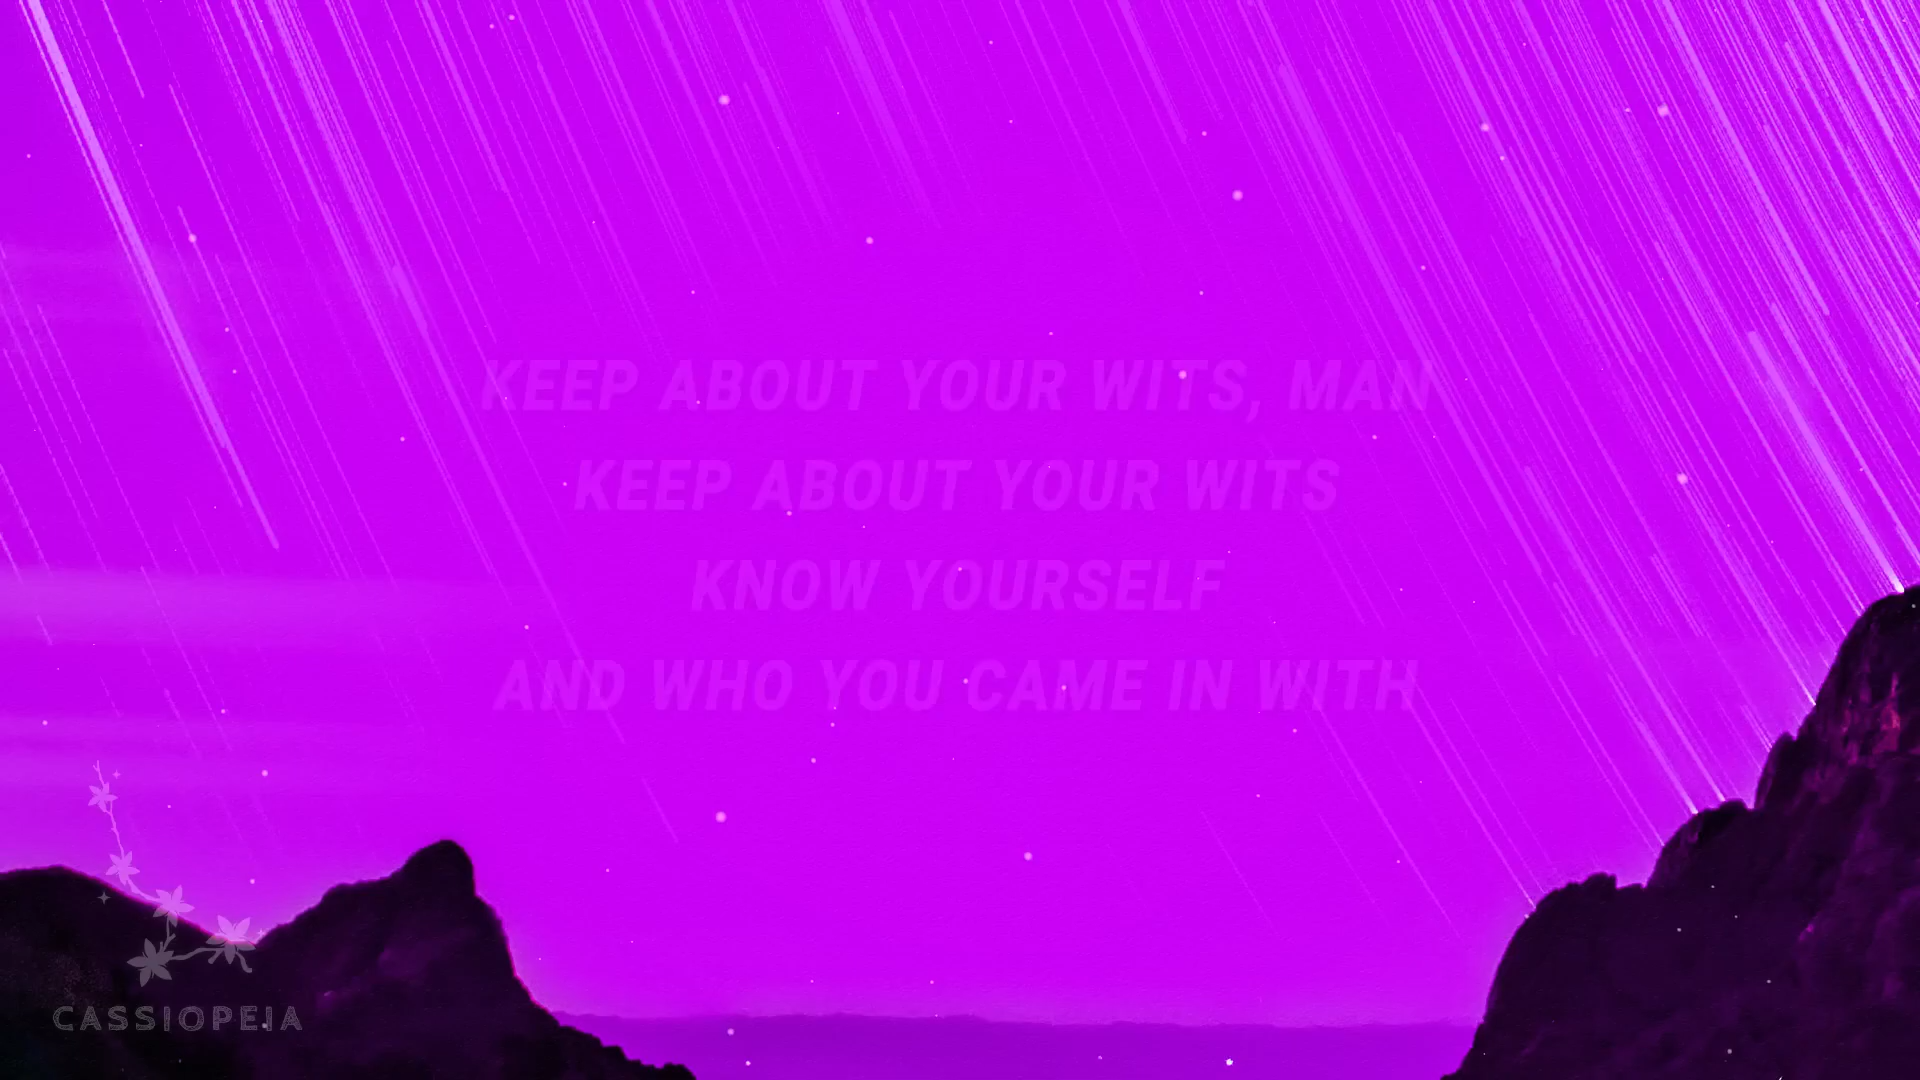 KEEP ABOUT YOUR WITS, MAN
KEEP ABOUT YOUR WITS
KNOW YOURSELF
AND WHO YOU CAME IN WITH
CASSIOPEIA